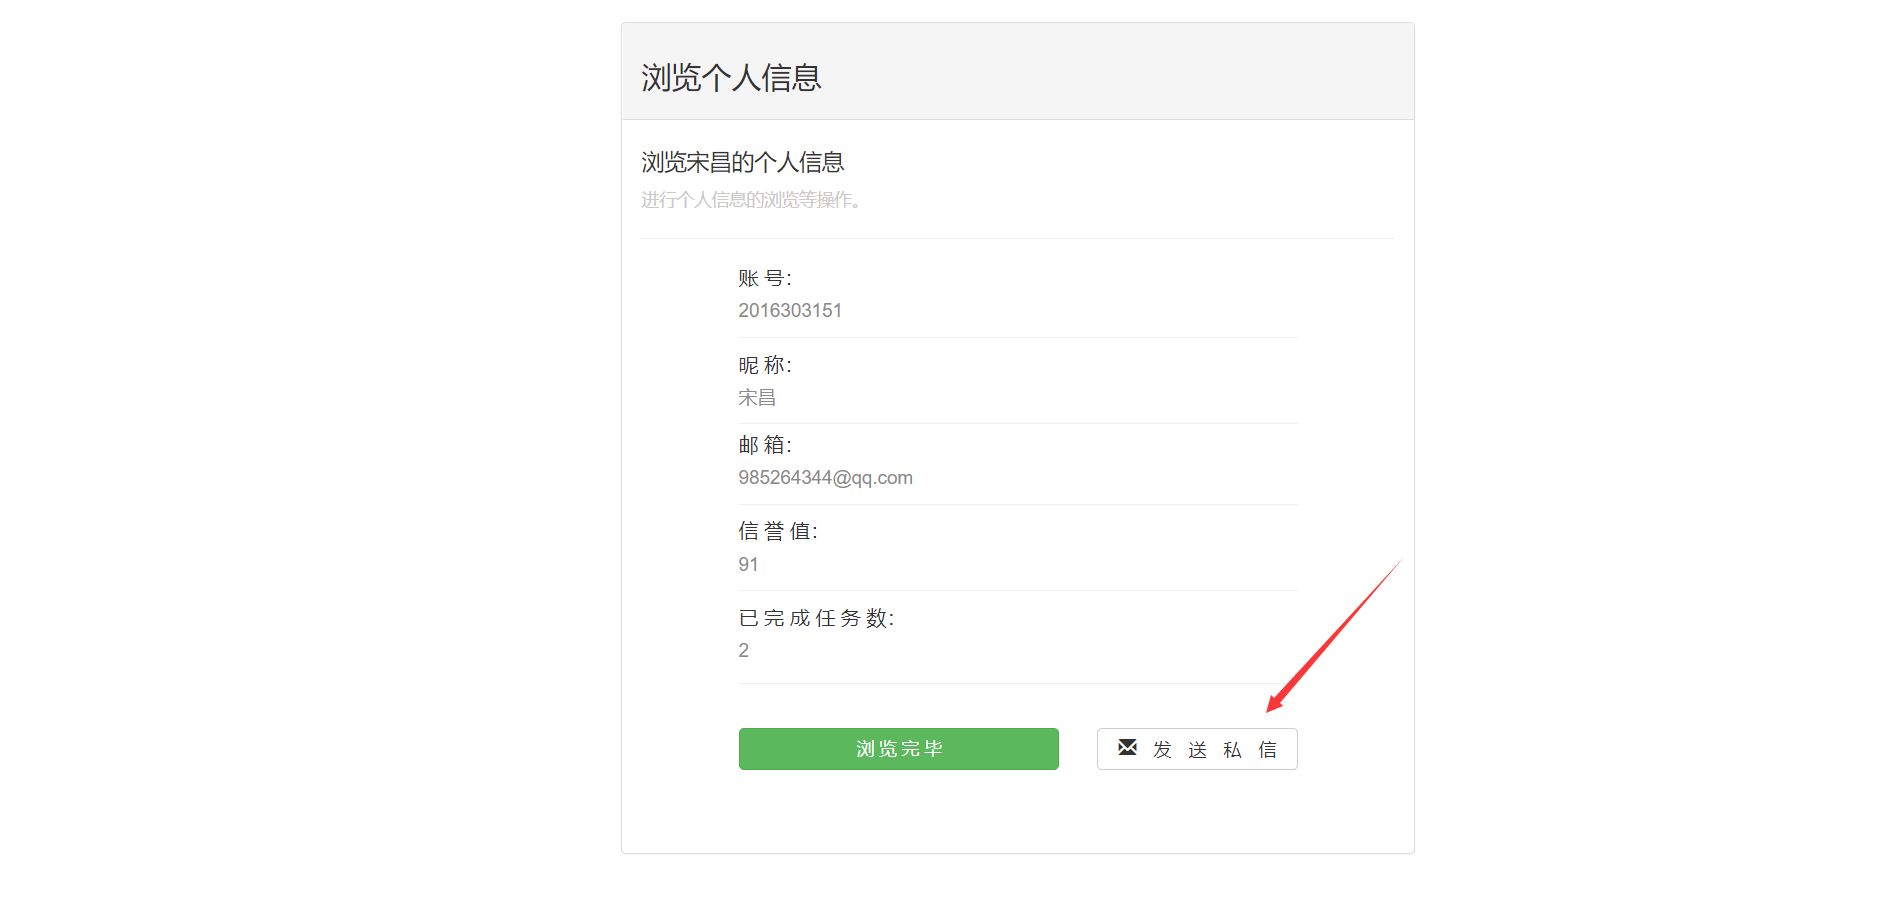 浏览个人信息
浏览宋昌的个人信息
进行个人信息的浏览等操作。
账 号：
2016303151
昵 称：
宋昌
邮 箱：
985264344@qq.com
信 誉 值：
91
已 完 成 任 务 数：
2
浏览完毕
发 送 私 信